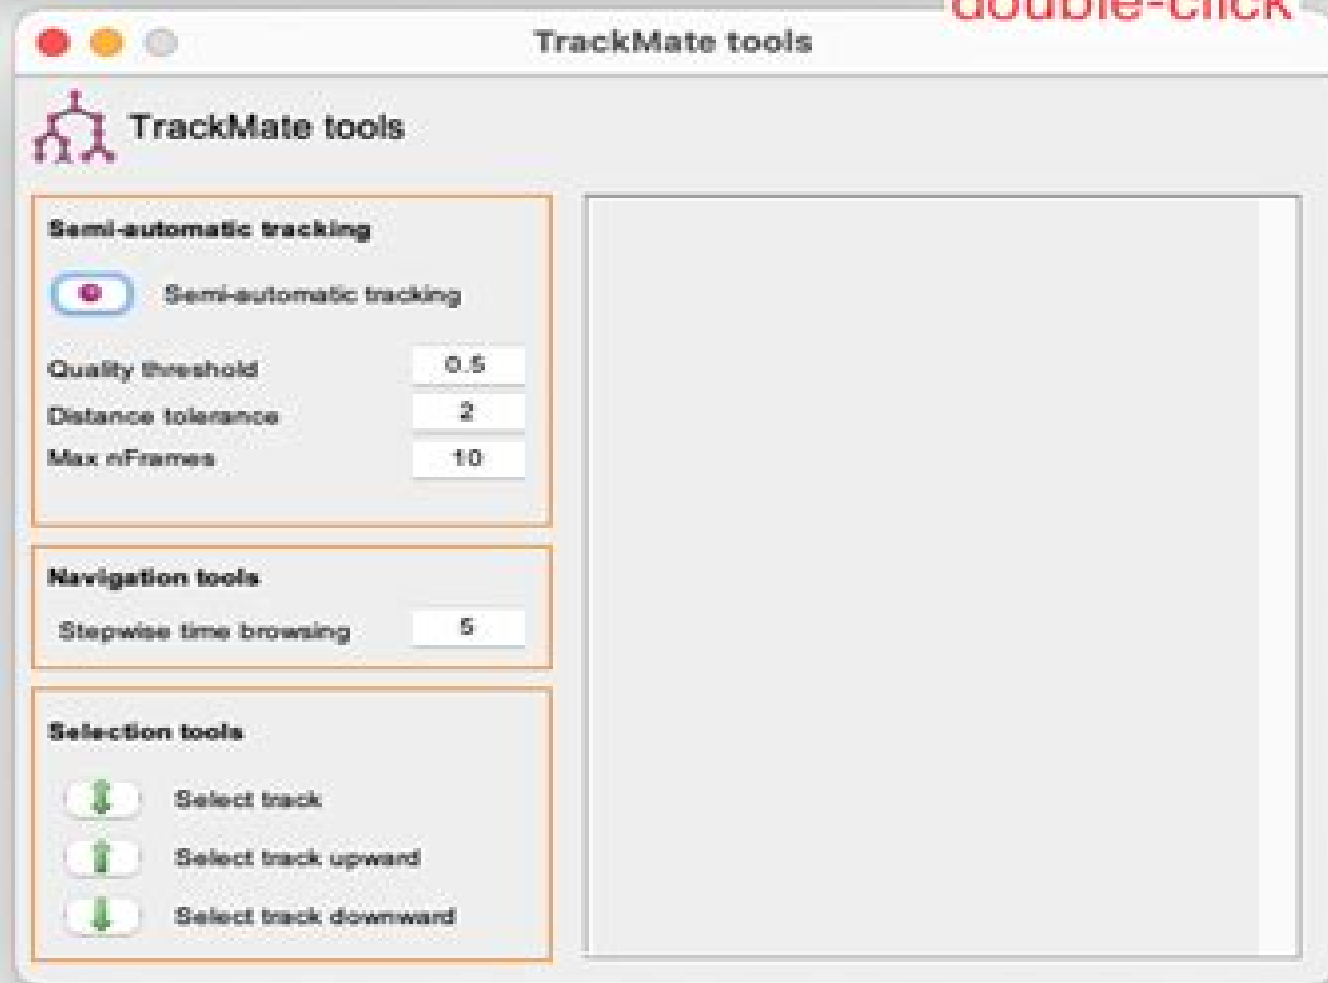 double-click
TrackMate tools
TrackMate tools
Semi-automatic tracking
Semi-automatic tracking
Quality threshold 0.5
Distance tolerance 2
Max nFrames 10
Navigation tools
Stepwise time browsing 5
Selection tools
Select track
Select track upward
Select track downward